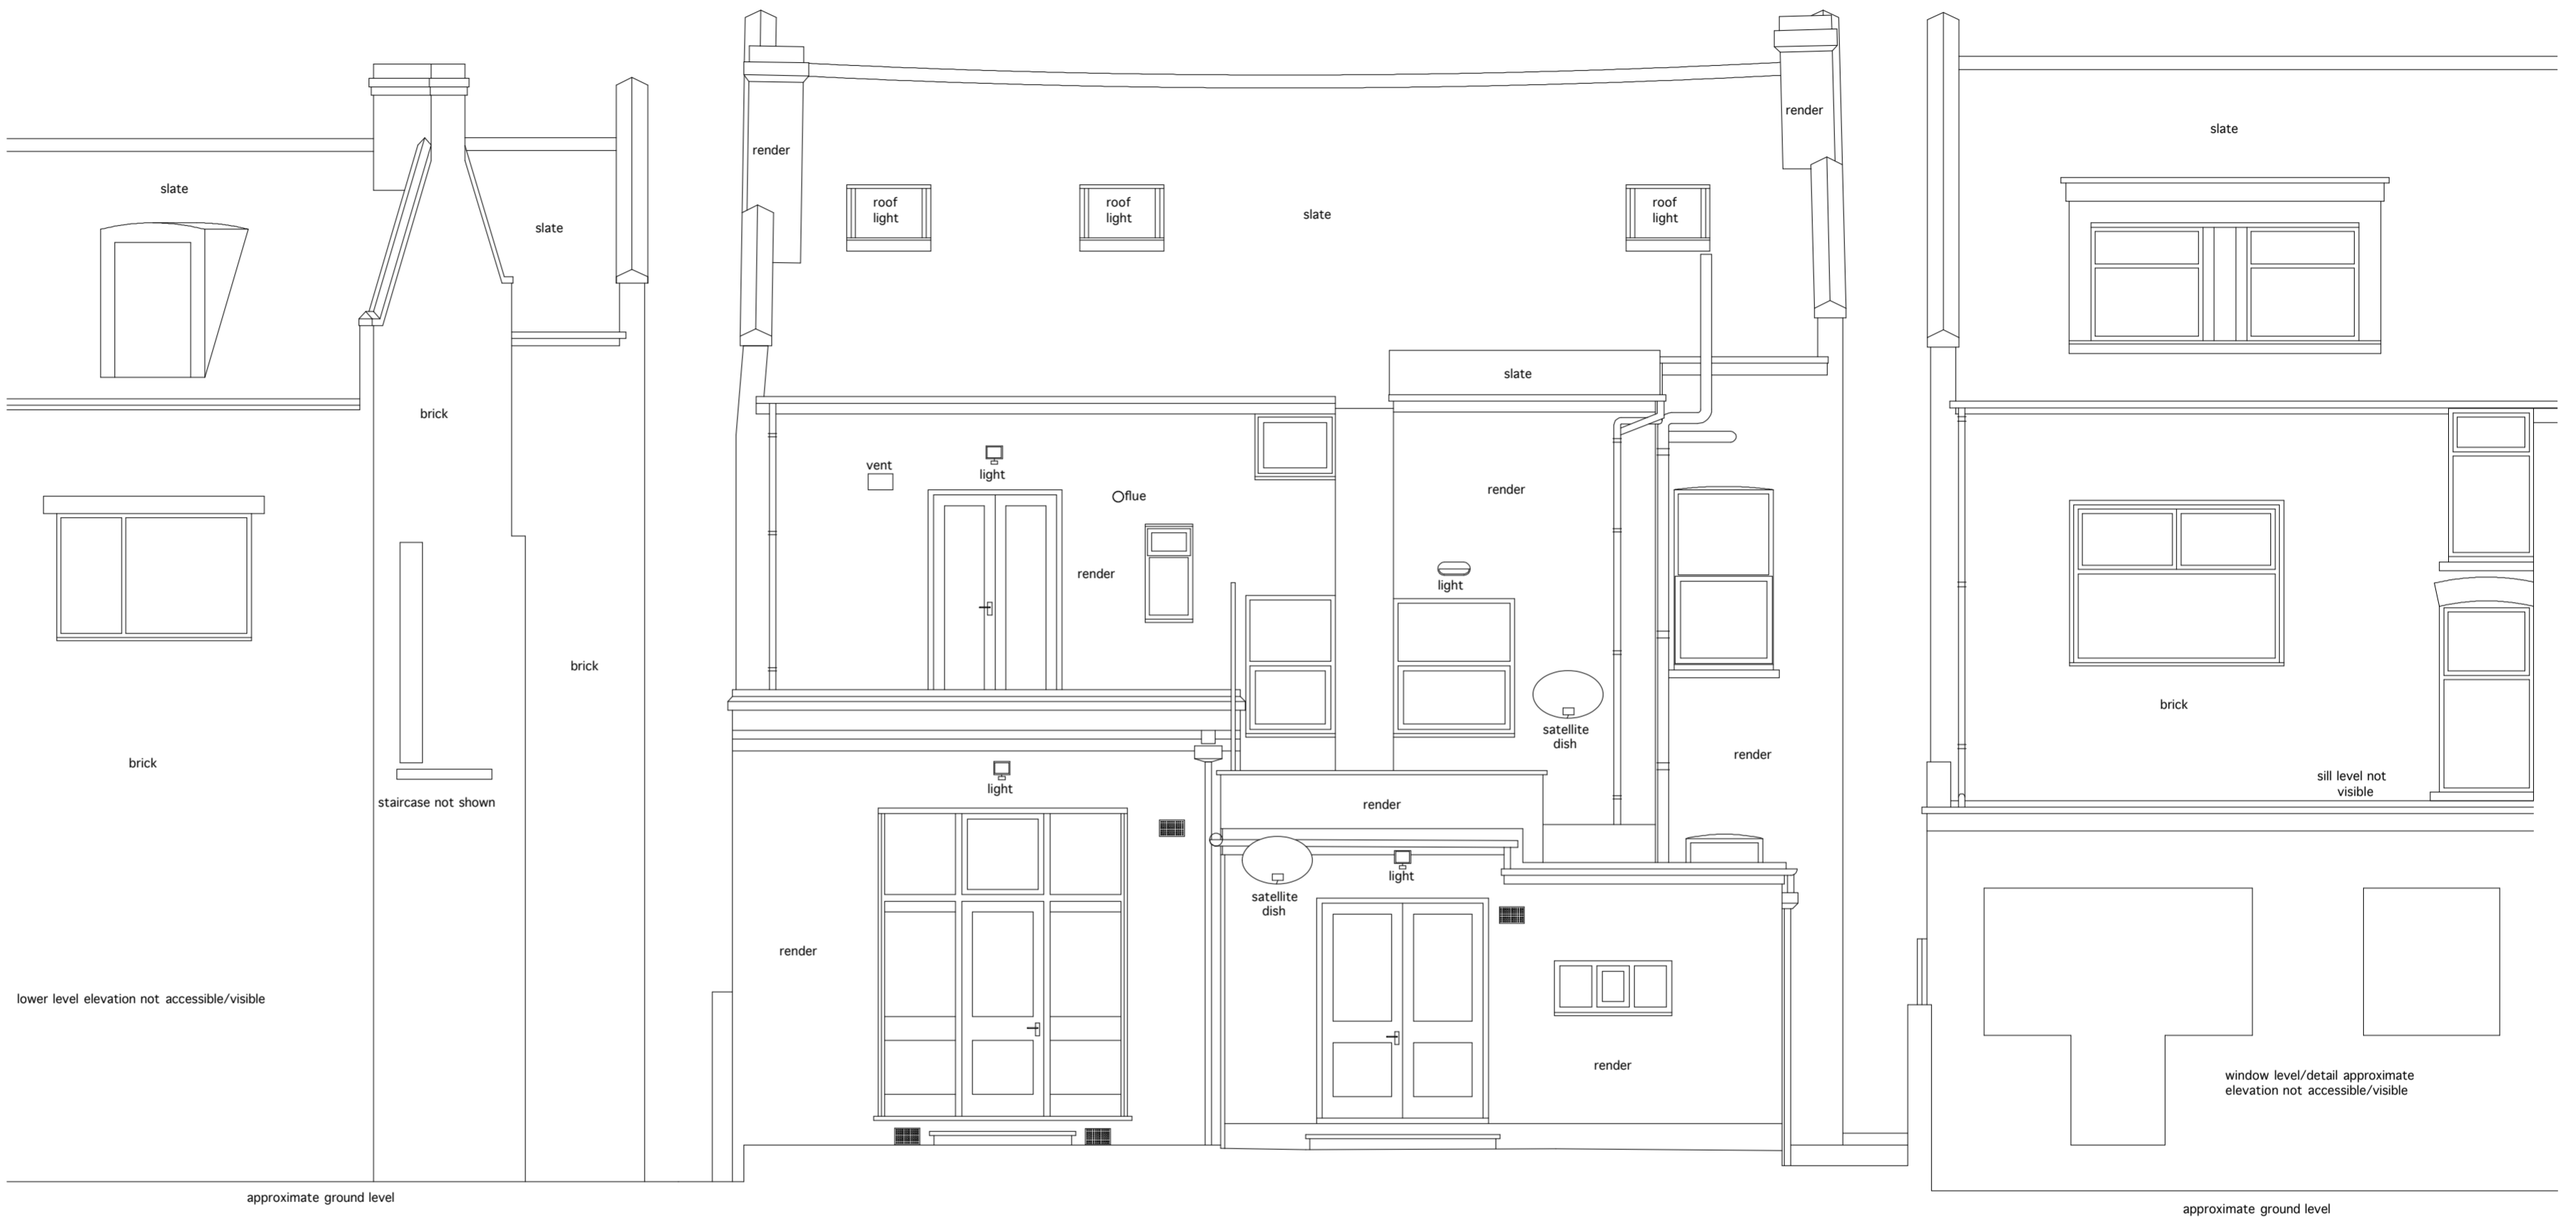 render
slate
roof
light
roof
light
slate
roof
light
render
slate
slate
slate
brick
vent
light
flue
render
render
light
slate
satellite
dish
render
brick
brick
brick
sill level not
visible
staircase not shown
light
render
light
satellite
dish
render
lower level elevation not accessible/visible
render
window level/detail approximate
elevation not accessible/visible
approximate ground level
approximate ground level